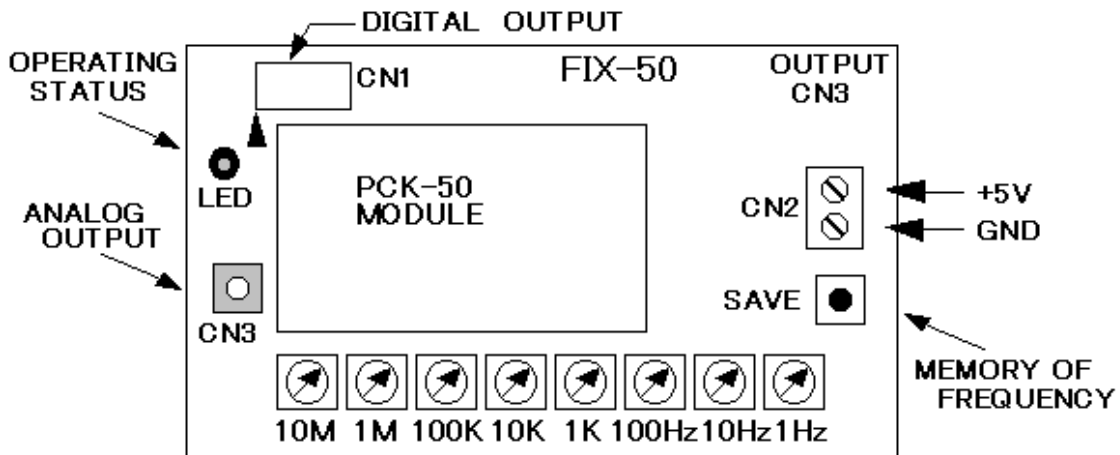 DIGITAL OUTPUT
OPERATING
STATUS
CN1
FIX-50
OUTPUT
CN3
LED
PCK-50
MODULE
CN2
+5V
GND
ANALOG
OUTPUT
CN3
SAVE
MEMORY OF
FREQUENCY
10M 1M 100K 10K 1K 100Hz 10Hz 1Hz